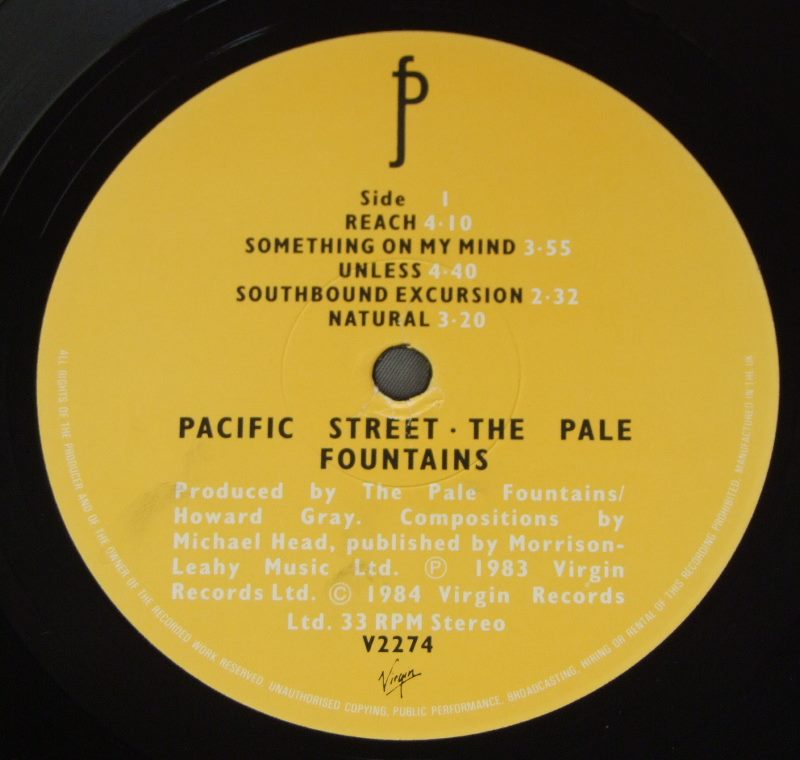 fp
Side 1
REACH 4·10
SOMETHING ON MY MIND 3·55
UNLESS 4·40
SOUTHBOUND EXCURSION 2·32
NATURAL 3·20
PACIFIC STREET · THE PALE
FOUNTAINS
Produced by The Pale Fountains/
Howard Gray. Compositions by
Michael Head, published by Morrison-
Leahy Music Ltd. ℗ 1983 Virgin
Records Ltd. © 1984 Virgin Records
Ltd. 33 RPM Stereo
V2274
Virgin
ALL RIGHTS OF THE PRODUCER AND OF THE OWNER OF THE RECORDED WORK RESERVED. UNAUTHORISED COPYING, PUBLIC PERFORMANCE, BROADCASTING, HIRING OR RENTAL OF THIS RECORDING PROHIBITED. MANUFACTURED IN THE UK